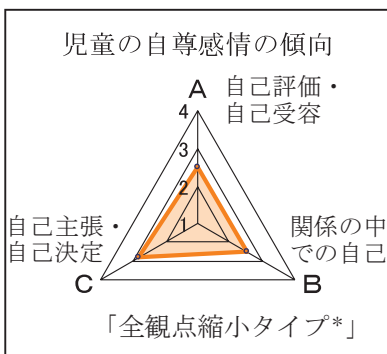 児童の自尊感情の傾向
A
自己評価・
自己受容
4
3
2
1
自己主張・
自己決定
C
関係の中
での自己
B
「全観点縮小タイプ*」